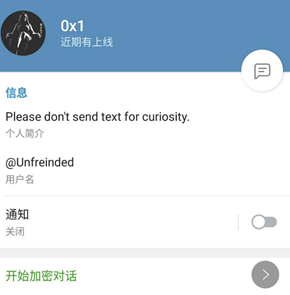 0x1
近期有上线
信息
Please don't send text for curiosity.
个人简介
@Unfreinded
用户名
通知
关闭
开始加密对话